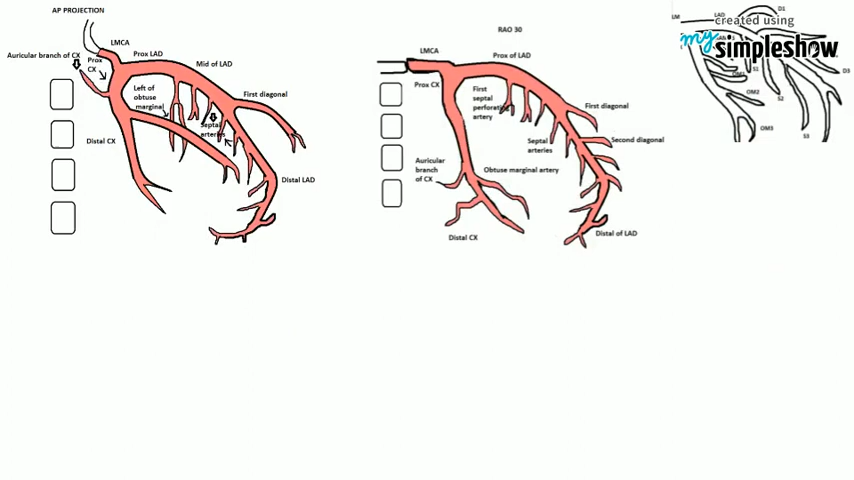 AP PROJECTION
LMCA
Prox LAD
Auricular branch of CX
Prox
CX
Mid of LAD
Left of
obtuse
marginal
First diagonal
Septal
arteries
Distal CX
Distal LAD
RAO 30
LMCA
Prox of LAD
Prox CX
First
septal
perforating
artery
First diagonal
Septal
arteries
Second diagonal
Auricular
branch
of CX
Obtuse marginal artery
Distal CX
Distal of LAD
LM
LAD
D1
created using
mysimpleshow
D3
S1
OM2
S2
OM3
S3